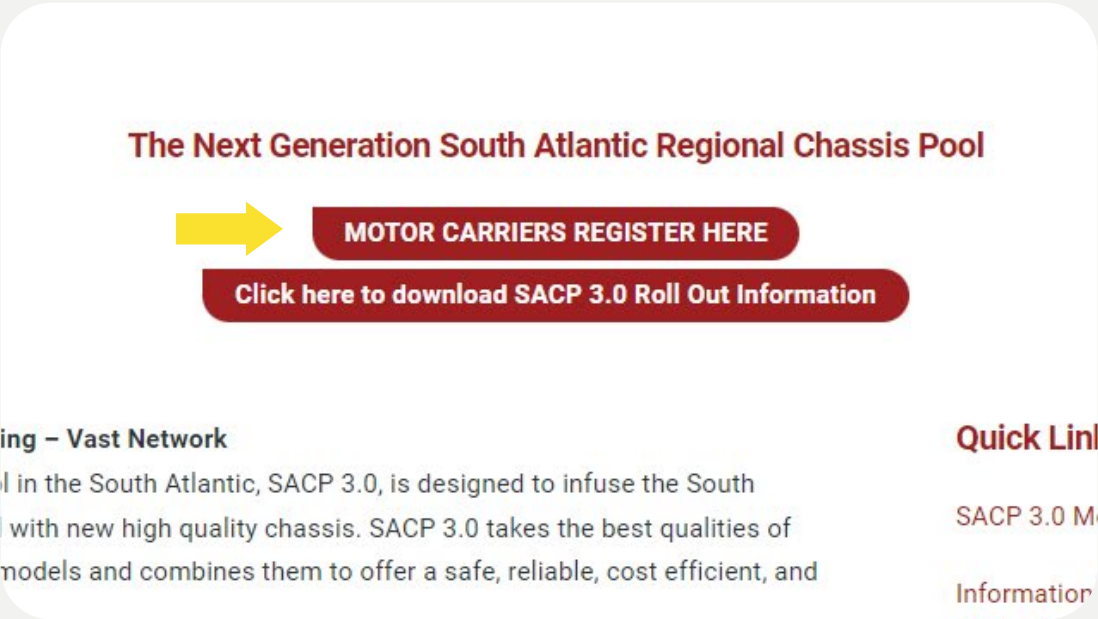 The Next Generation South Atlantic Regional Chassis Pool
MOTOR CARRIERS REGISTER HERE
Click here to download SACP 3.0 Roll Out Information
ing – Vast Network
l in the South Atlantic, SACP 3.0, is designed to infuse the South
with new high quality chassis. SACP 3.0 takes the best qualities of
models and combines them to offer a safe, reliable, cost efficient, and
Quick Lin
SACP 3.0 M
Information